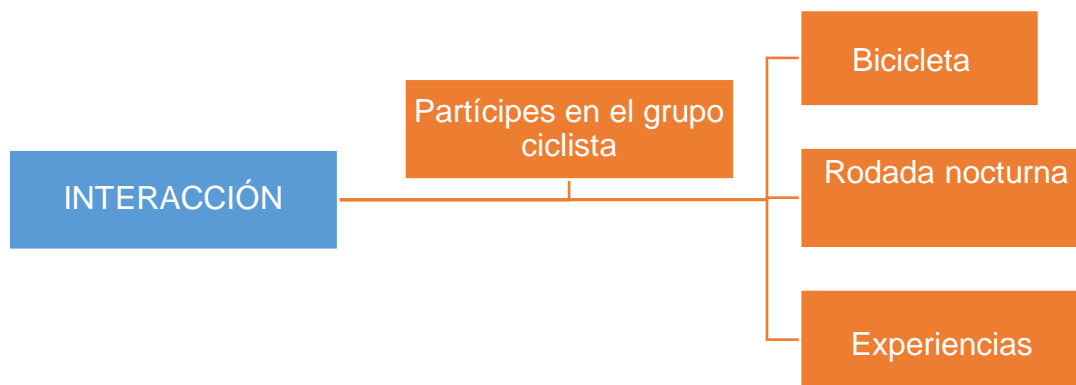 INTERACCIÓN
Partícipes en el grupo
ciclista
Bicicleta
Rodada nocturna
Experiencias